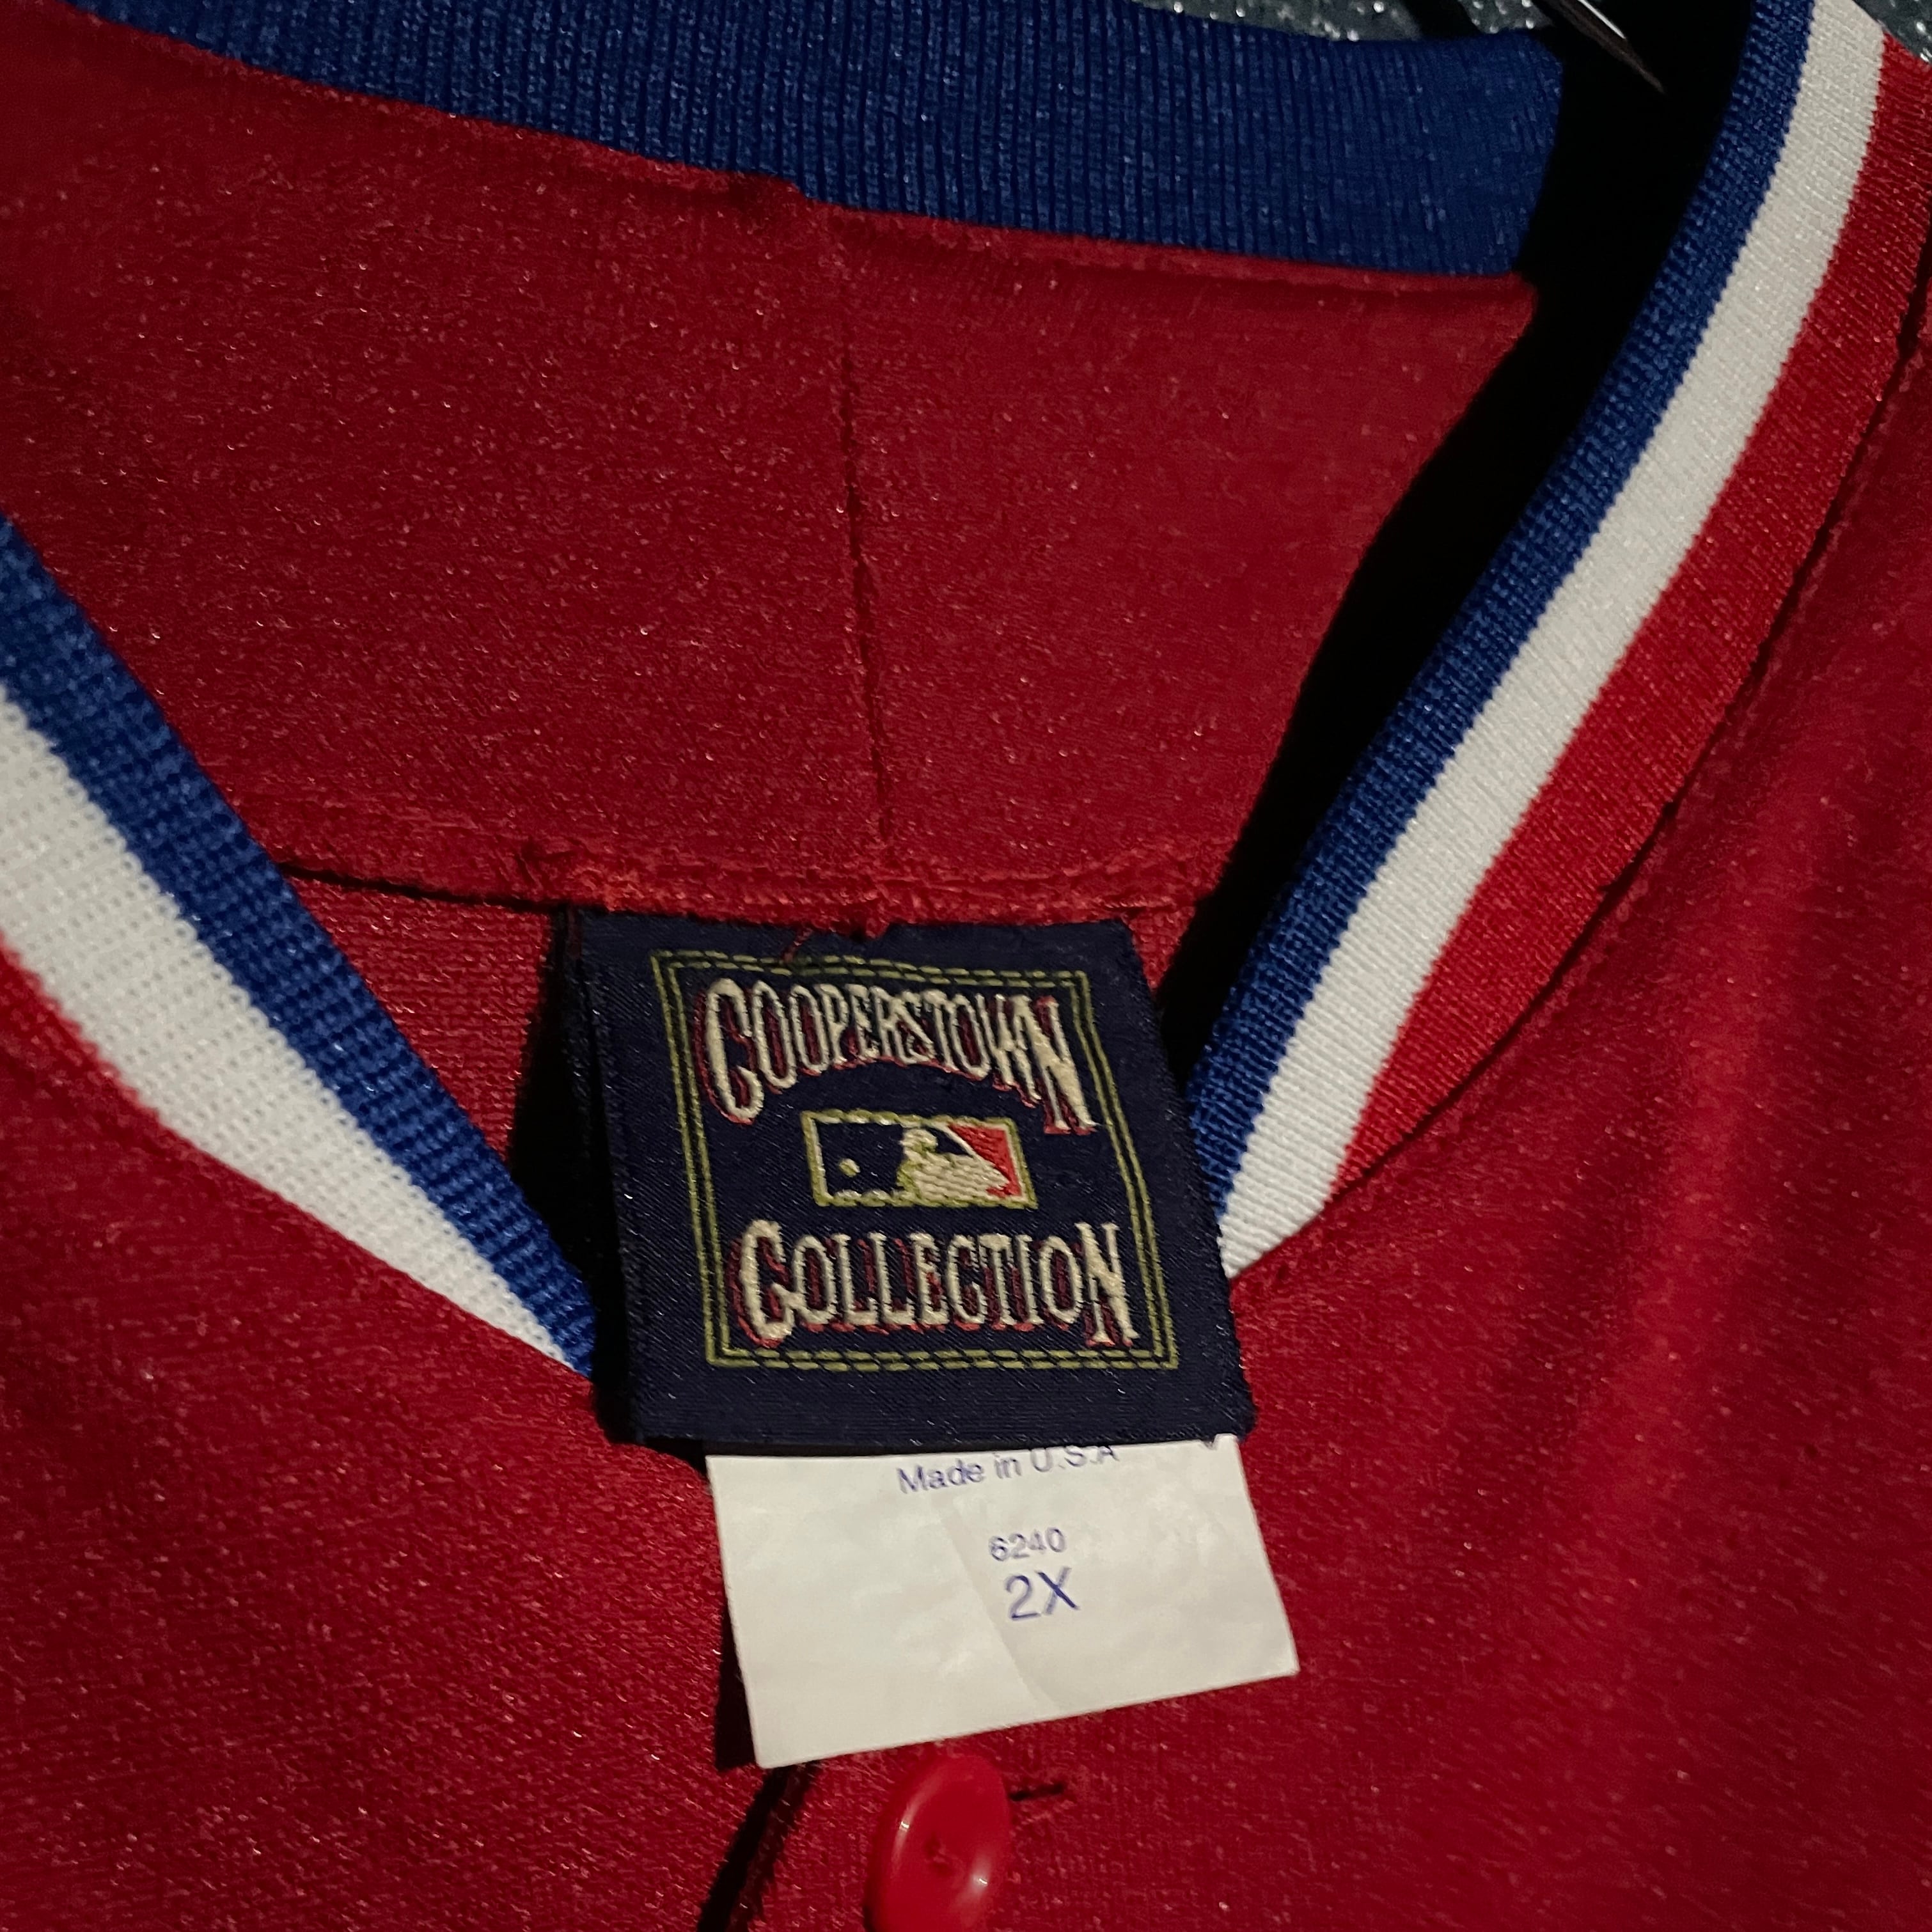 COOPERSTOWN
COLLECTION
Made in U.S.A
6240
2X